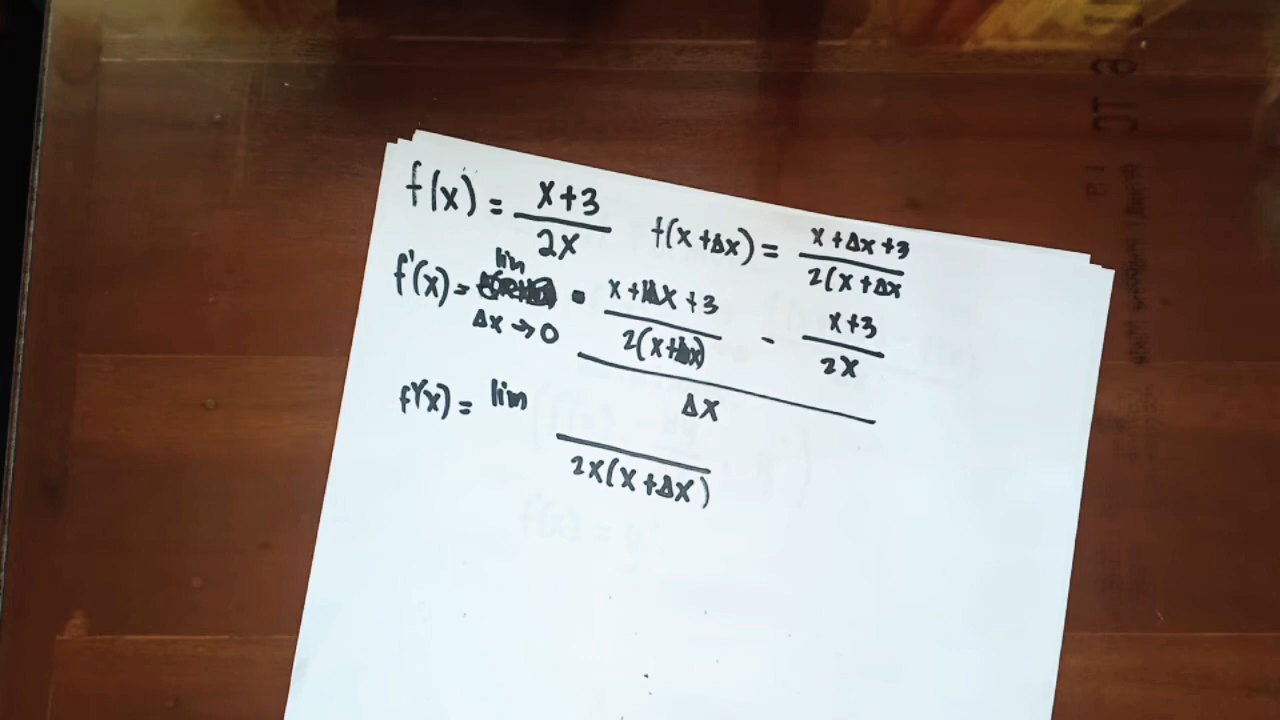 f(x) = x+3 / 2x   f(x+Δx) = x+Δx+3 / 2(x+Δx
f'(x) = lim Δx→0 x+Δx+3 / 2(x+Δx) - x+3 / 2x
Δx
f'(x) = lim
2x(x+Δx)